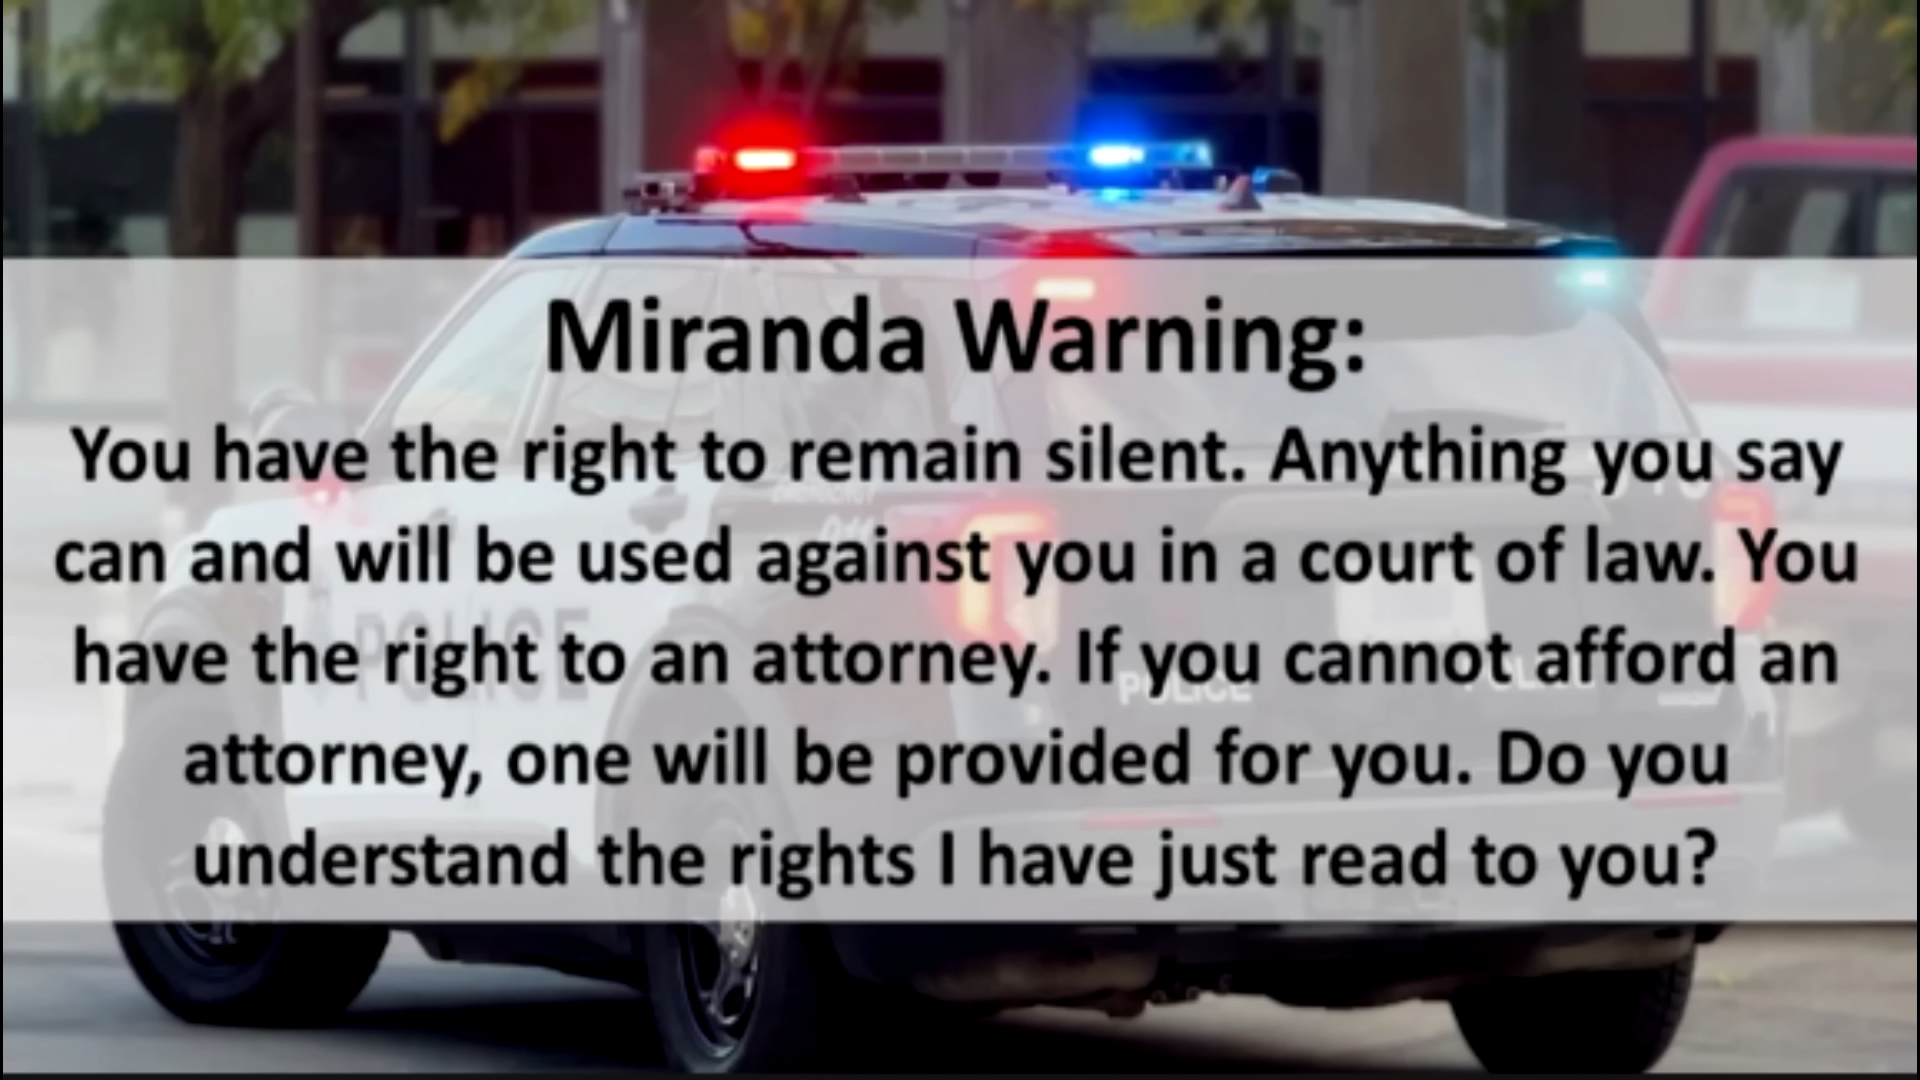 Miranda Warning:
You have the right to remain silent. Anything you say
can and will be used against you in a court of law. You
have the right to an attorney. If you cannot afford an
attorney, one will be provided for you. Do you
understand the rights I have just read to you?
POLICE
POLICE